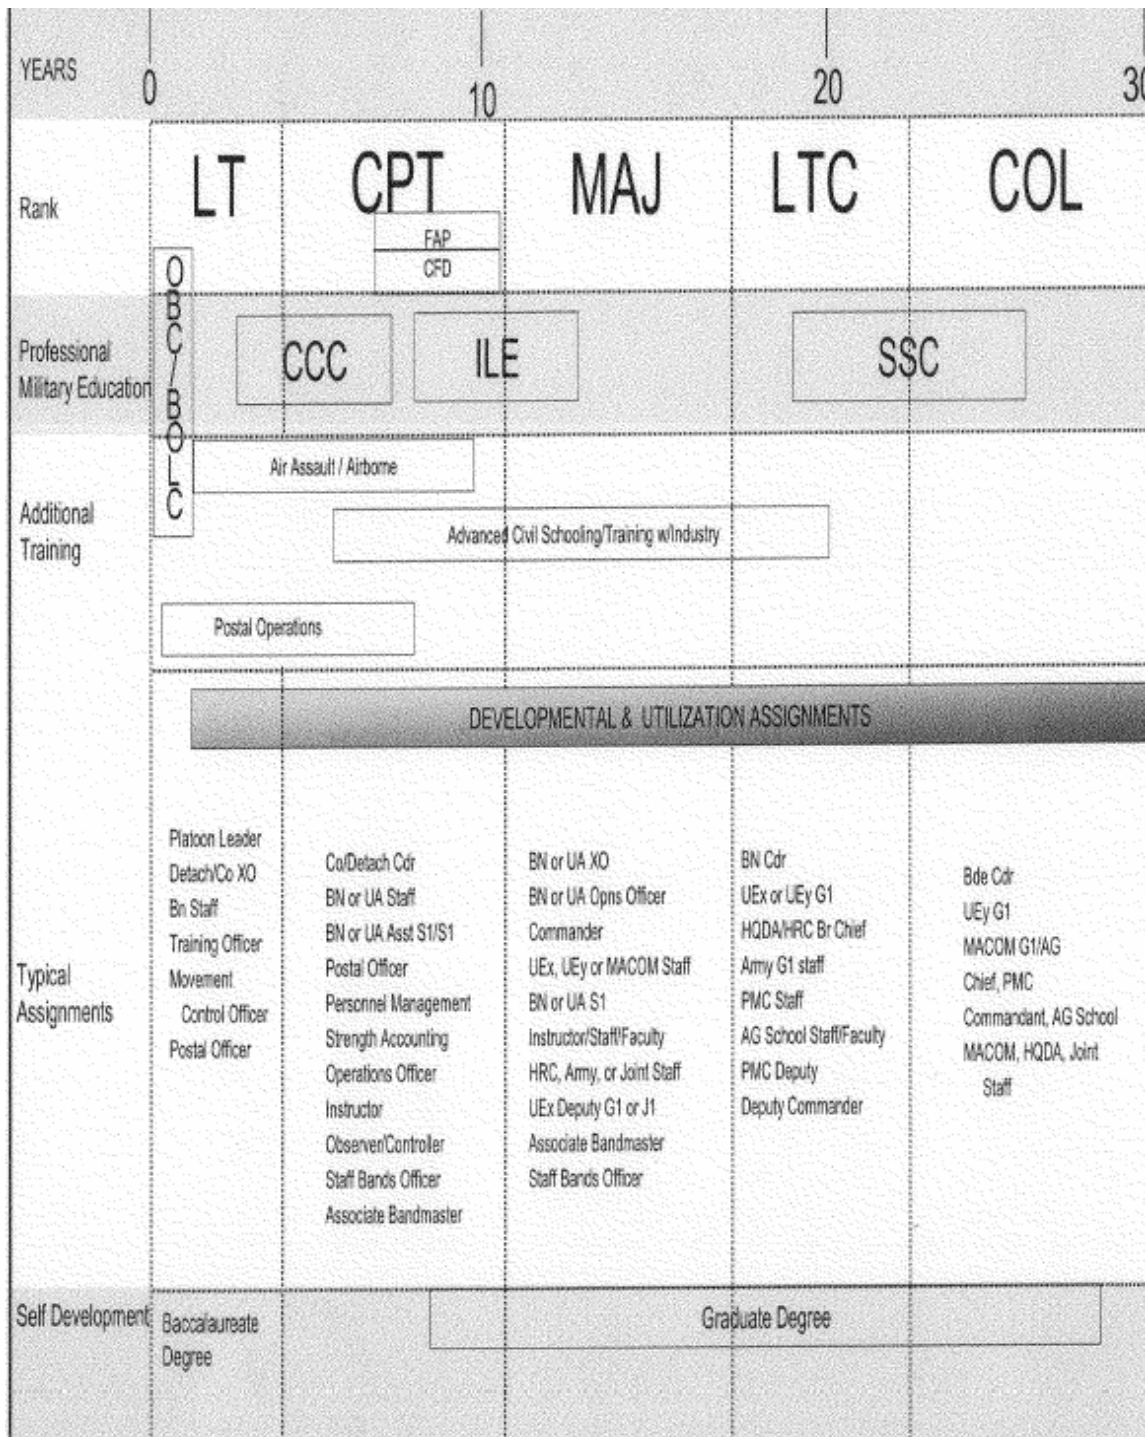 YEARS
0
10
20
30
Rank
LT
CPT
MAJ
LTC
COL
FAP
CFD
OBC/BOLC
Professional
Military Education
CCC
ILE
SSC
Additional
Training
Air Assault / Airborne
Advanced Civil Schooling/Training w/Industry
Postal Operations
DEVELOPMENTAL & UTILIZATION ASSIGNMENTS
Typical
Assignments
Platoon Leader
Detach/Co XO
Bn Staff
Training Officer
Movement
Control Officer
Postal Officer
Co/Detach Cdr
BN or UA Staff
BN or UA Asst S1/S1
Postal Officer
Personnel Management
Strength Accounting
Operations Officer
Instructor
Observer/Controller
Staff Bands Officer
Associate Bandmaster
BN or UA XO
BN or UA Opns Officer
Commander
UEx, UEy or MACOM Staff
BN or UA S1
Instructor/Staff/Faculty
HRC, Army, or Joint Staff
UEx Deputy G1 or J1
Associate Bandmaster
Staff Bands Officer
BN Cdr
UEx or UEy G1
HQDA/HRC Br Chief
Army G1 staff
PMC Staff
AG School Staff/Faculty
PMC Deputy
Deputy Commander
Bde Cdr
UEy G1
MACOM G1/AG
Chief, PMC
Commandant, AG School
MACOM, HQDA, Joint
Staff
Self Development
Baccalaureate
Degree
Graduate Degree